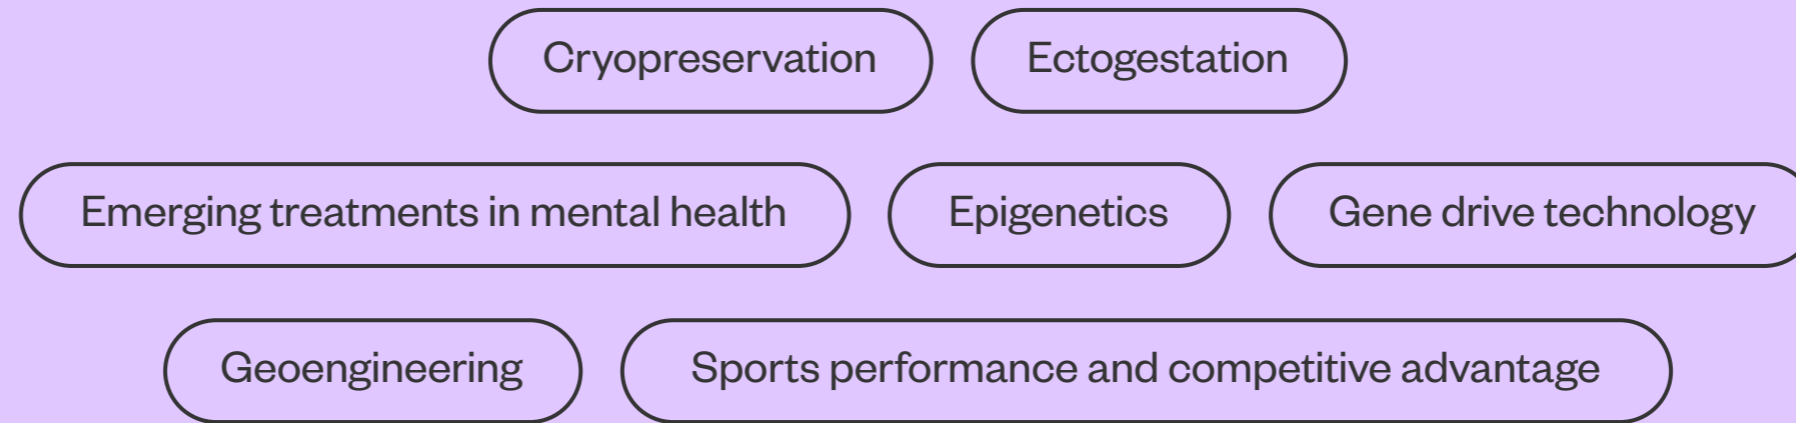 Cryopreservation
Ectogestation
Emerging treatments in mental health
Epigenetics
Gene drive technology
Geoengineering
Sports performance and competitive advantage